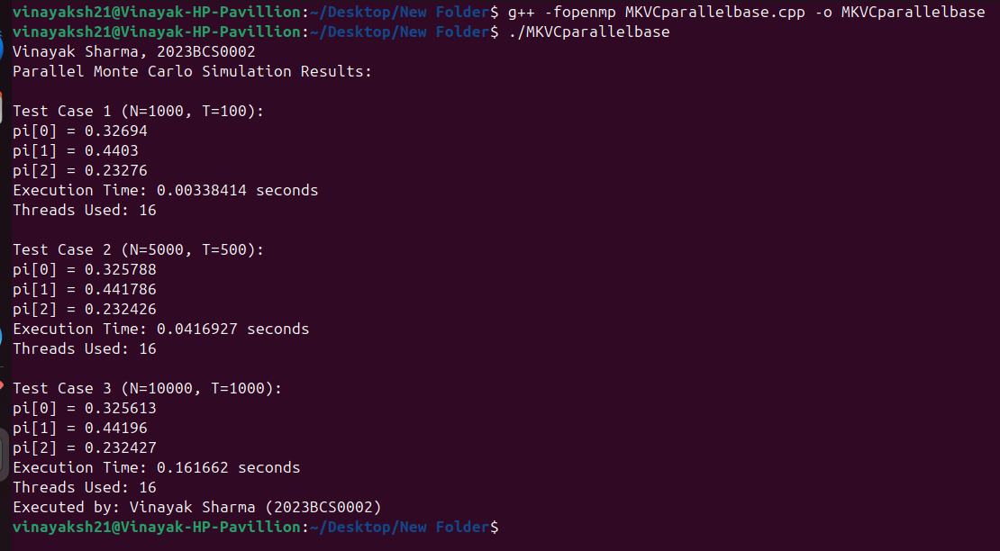 vinayaksh21@Vinayak-HP-Pavillion:~/Desktop/New Folder$ g++ -fopenmp MKVCparallelbase.cpp -o MKVCparallelbase
vinayaksh21@Vinayak-HP-Pavillion:~/Desktop/New Folder$ ./MKVCparallelbase
Vinayak Sharma, 2023BCS0002
Parallel Monte Carlo Simulation Results:

Test Case 1 (N=1000, T=100):
pi[0] = 0.32694
pi[1] = 0.4403
pi[2] = 0.23276
Execution Time: 0.00338414 seconds
Threads Used: 16

Test Case 2 (N=5000, T=500):
pi[0] = 0.325788
pi[1] = 0.441786
pi[2] = 0.232426
Execution Time: 0.0416927 seconds
Threads Used: 16

Test Case 3 (N=10000, T=1000):
pi[0] = 0.325613
pi[1] = 0.44196
pi[2] = 0.232427
Execution Time: 0.161662 seconds
Threads Used: 16
Executed by: Vinayak Sharma (2023BCS0002)
vinayaksh21@Vinayak-HP-Pavillion:~/Desktop/New Folder$